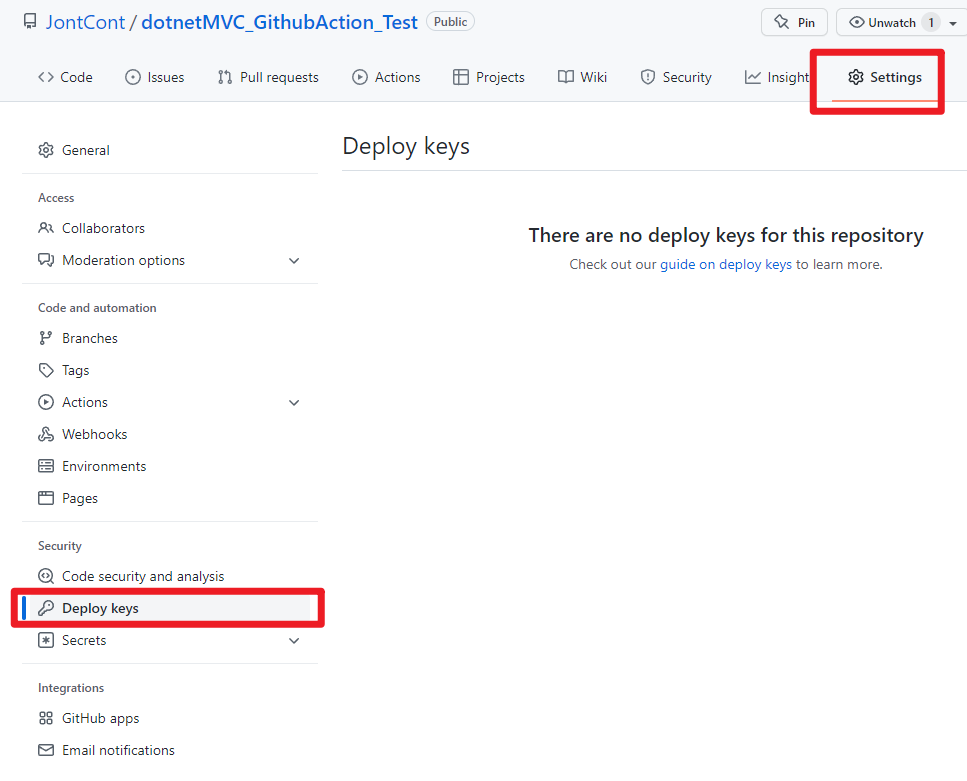 JontCont / dotnetMVC_GithubAction_Test Public Pin Unwatch 1
Code Issues Pull requests Actions Projects Wiki Security Insight Settings
General
Access
Collaborators
Moderation options
Code and automation
Branches
Tags
Actions
Webhooks
Environments
Pages
Security
Code security and analysis
Deploy keys
Secrets
Integrations
GitHub apps
Email notifications
Deploy keys
There are no deploy keys for this repository
Check out our guide on deploy keys to learn more.